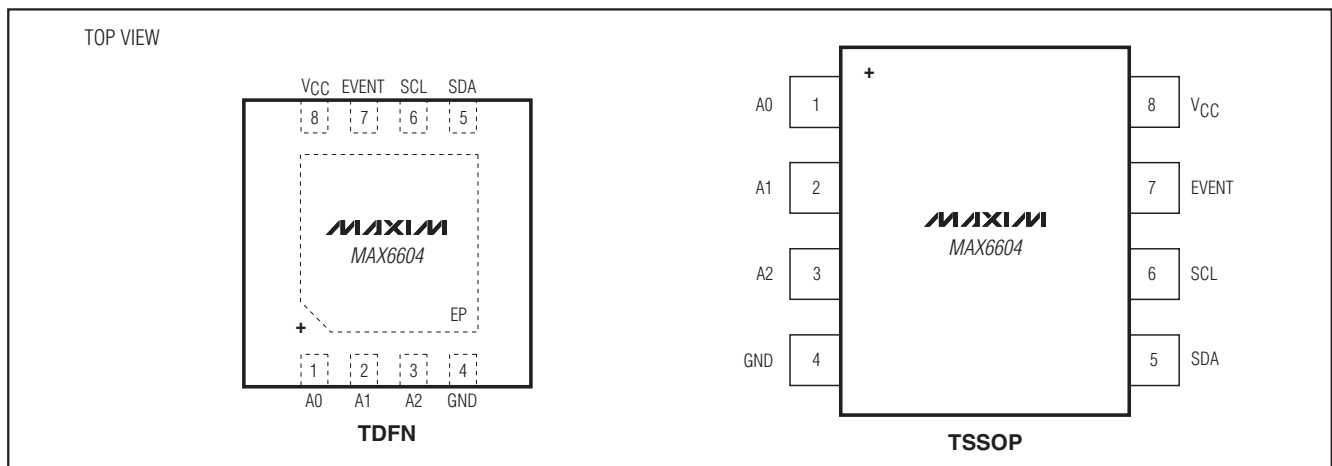 TOP VIEW
VCC EVENT SCL SDA
8 7 6 5
MAXIM
MAX6604
EP
+
1 2 3 4
A0 A1 A2 GND
TDFN
+
A0 1 8 VCC
A1 2 7 EVENT
MAXIM
MAX6604
A2 3 6 SCL
GND 4 5 SDA
TSSOP